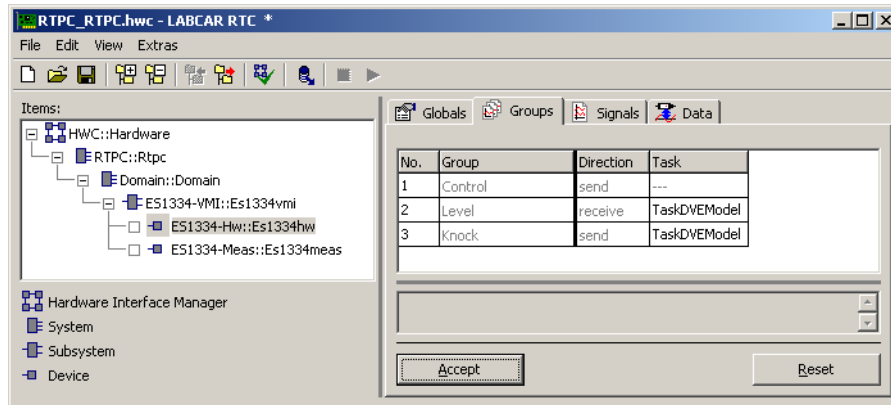 RTPC_RTPC.hwc - LABCAR RTC *
File Edit View Extras
Items:
HWC::Hardware
RTPC::Rtpc
Domain::Domain
ES1334-VMI::Es1334vmi
ES1334-Hw::Es1334hw
ES1334-Meas::Es1334meas
Hardware Interface Manager
System
Subsystem
Device
Globals Groups Signals Data
No. Group Direction Task
1 Control send ---
2 Level receive TaskDVEModel
3 Knock send TaskDVEModel
Accept Reset